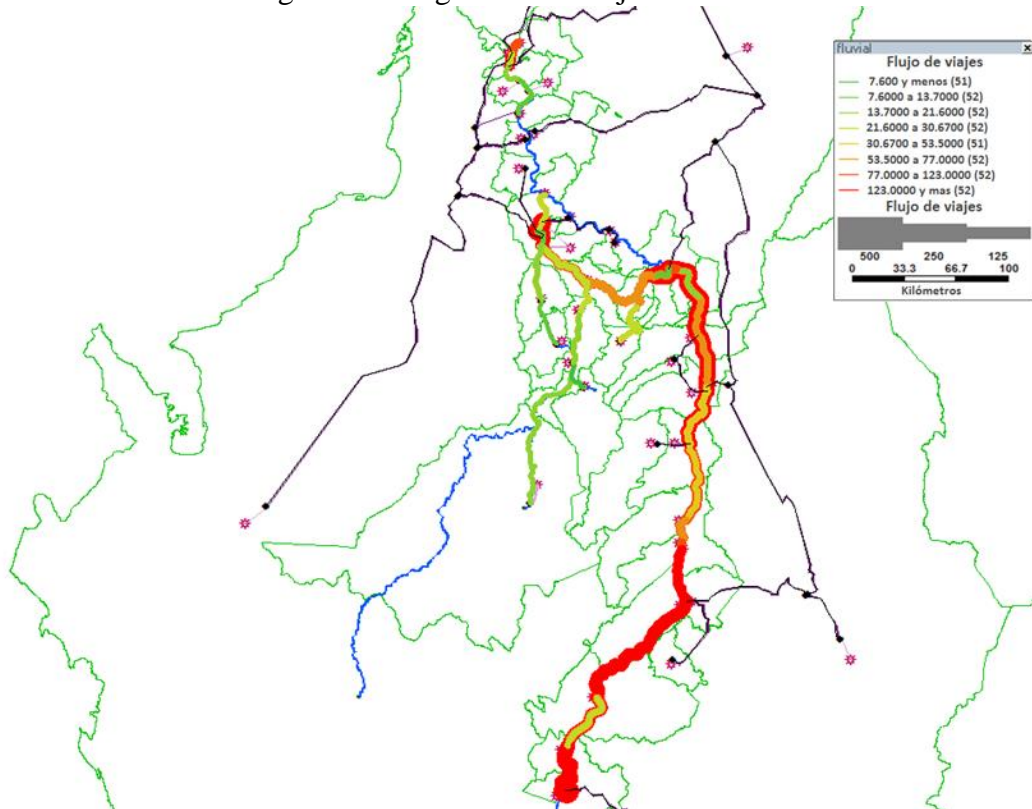 fluvial x
Flujo de viajes
7.600 y menos (51)
7.6000 a 13.7000 (52)
13.7000 a 21.6000 (52)
21.6000 a 30.6700 (52)
30.6700 a 53.5000 (51)
53.5000 a 77.0000 (52)
77.0000 a 123.0000 (52)
123.0000 y mas (52)
Flujo de viajes
500 250 125
0 33.3 66.7 100
Kilómetros